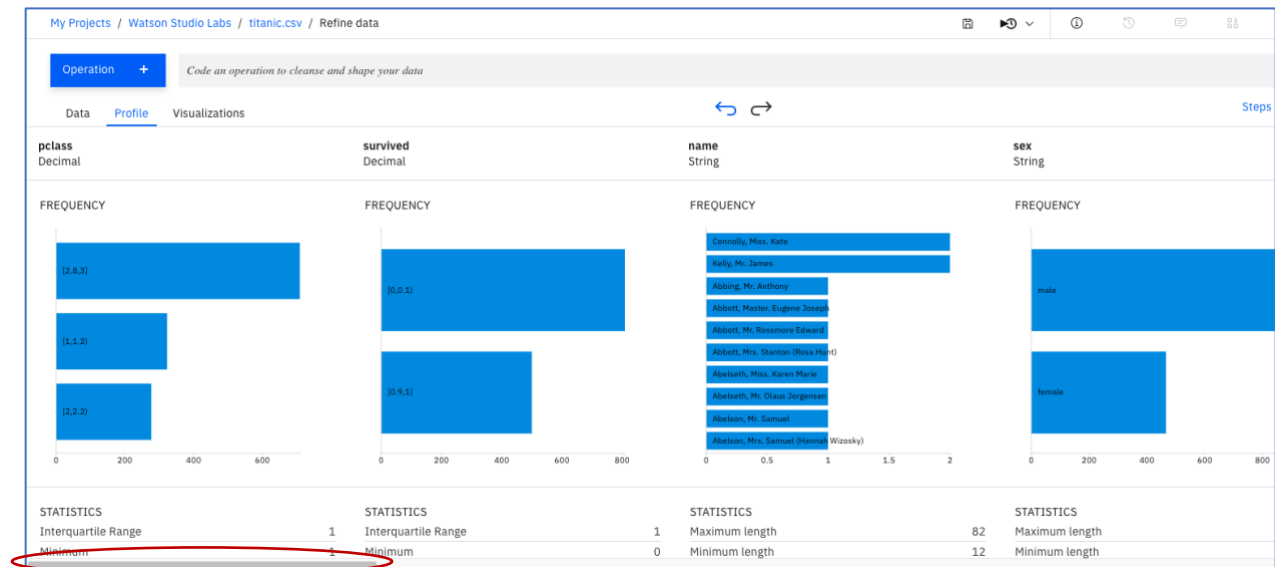 My Projects / Watson Studio Labs / titanic.csv / Refine data
Operation +
Code an operation to cleanse and shape your data
Data Profile Visualizations
Steps
pclass
Decimal
survived
Decimal
name
String
sex
String
FREQUENCY
[2.8,3]
[1,1.2)
[2,2.2)
0 200 400 600
FREQUENCY
[0,0.1)
[0.9,1]
0 200 400 600 800
FREQUENCY
Connolly, Miss. Kate
Kelly, Mr. James
Abbing, Mr. Anthony
Abbott, Master. Eugene Joseph
Abbott, Mr. Rossmore Edward
Abbott, Mrs. Stanton (Rosa Hunt)
Abelseth, Miss. Karen Marie
Abelseth, Mr. Olaus Jorgensen
Abelson, Mr. Samuel
Abelson, Mrs. Samuel (Hannah Wizosky)
0 0.5 1 1.5 2
FREQUENCY
male
female
0 200 400 600 800
STATISTICS
Interquartile Range 1
Minimum 1
STATISTICS
Interquartile Range 1
Minimum 0
STATISTICS
Maximum length 82
Minimum length 12
STATISTICS
Maximum length
Minimum length